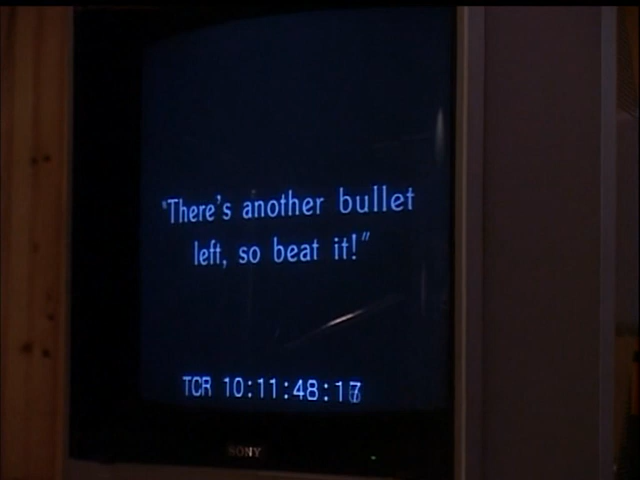 "There's another bullet
left, so beat it!"
TCR 10:11:48:17
SONY